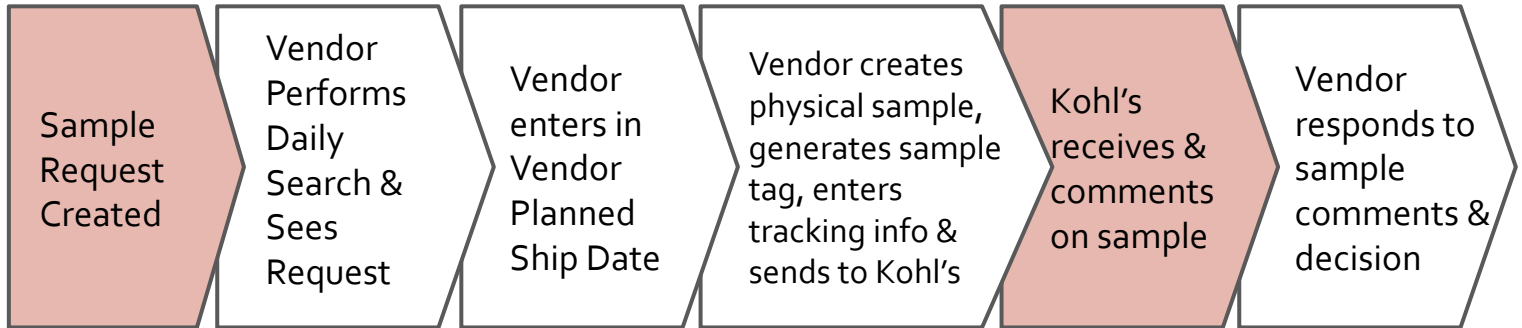 Sample
Request
Created
Vendor
Performs
Daily
Search &
Sees
Request
Vendor
enters in
Vendor
Planned
Ship Date
Vendor creates
physical sample,
generates sample
tag, enters
tracking info &
sends to Kohl's
Kohl's
receives &
comments
on sample
Vendor
responds to
sample
comments &
decision